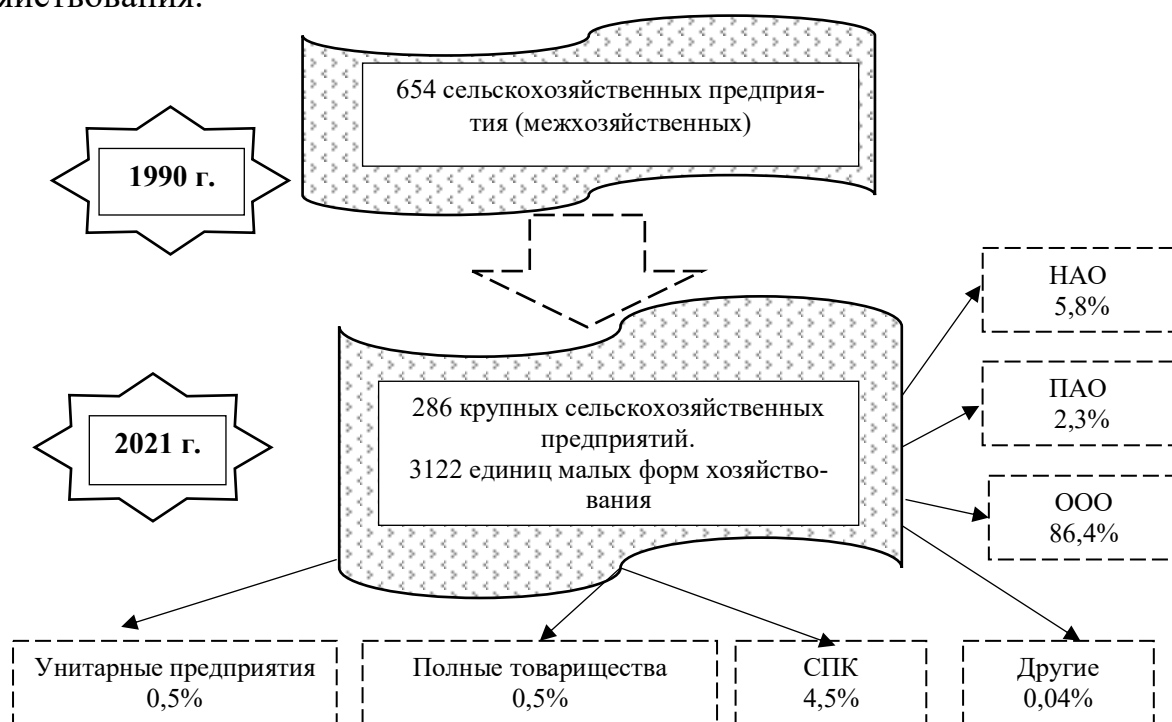 яйствования.
654 сельскохозяйственных предприя-
тия (межхозяйственных)
1990 г.
НАО
5,8%
286 крупных сельскохозяйственных
предприятий.
3122 единиц малых форм хозяйство-
вания
2021 г.
ПАО
2,3%
ООО
86,4%
Унитарные предприятия
0,5%
Полные товарищества
0,5%
СПК
4,5%
Другие
0,04%